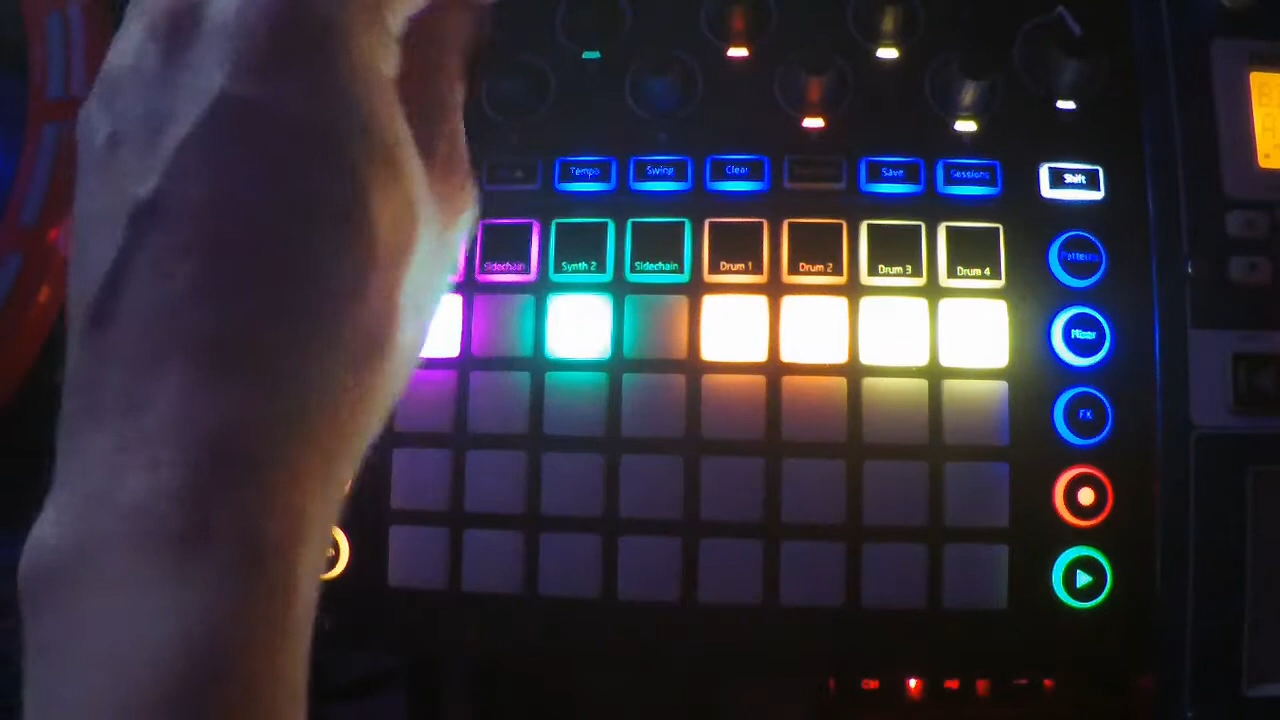 Tempo Swing Clear Save Sessions Shift
Sidechain Synth 2 Sidechain Drum 1 Drum 2 Drum 3 Drum 4
Patterns
Mixer
FX